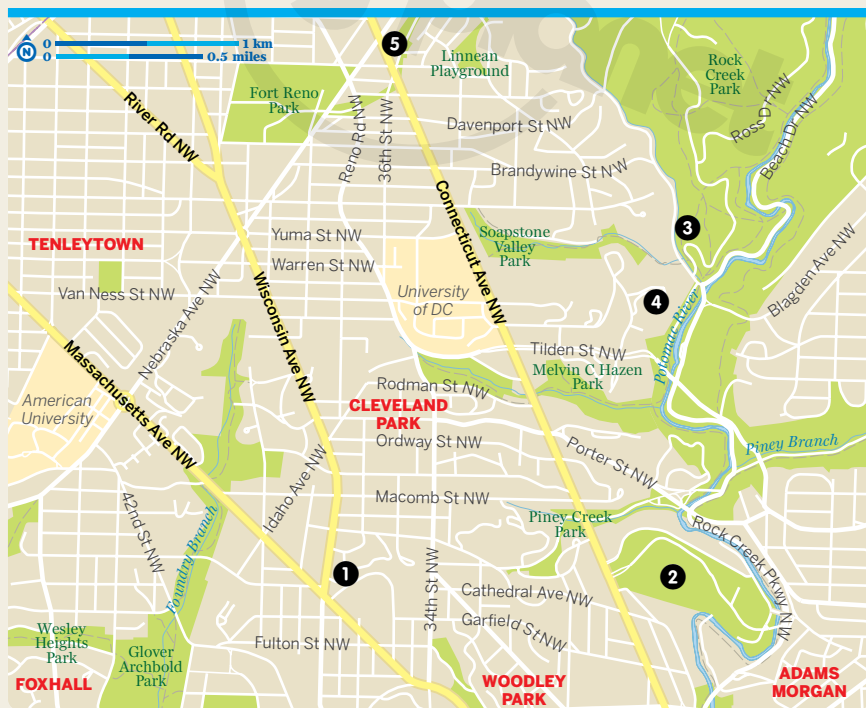 0 1 km
N
0 0.5 miles
5
Linnean
Playground
Rock
Creek
Park
Fort Reno
Park
River Rd NW
Reno Rd NW
36th St NW
Davenport St NW
Ross Dr NW
Beach Dr NW
Brandywine St NW
Connecticut Ave NW
TENLEYTOWN
Yuma St NW
Soapstone
Valley
Park
3
Warren St NW
Wisconsin Ave NW
Van Ness St NW
Nebraska Ave NW
University
of DC
4
Blagden Ave NW
Potomac River
Massachusetts Ave NW
Tilden St NW
Melvin C Hazen
Park
American
University
Rodman St NW
CLEVELAND
PARK
Ordway St NW
Porter St NW
Piney Branch
Idaho Ave NW
42nd St NW
Macomb St NW
Piney Creek
Park
Rock Creek Pkwy NW
Foundry Branch
1
34th St NW
2
Cathedral Ave NW
Garfield St NW
Wesley
Heights
Park
Glover
Archbold
Park
Fulton St NW
FOXHALL
WOODLEY
PARK
ADAMS
MORGAN